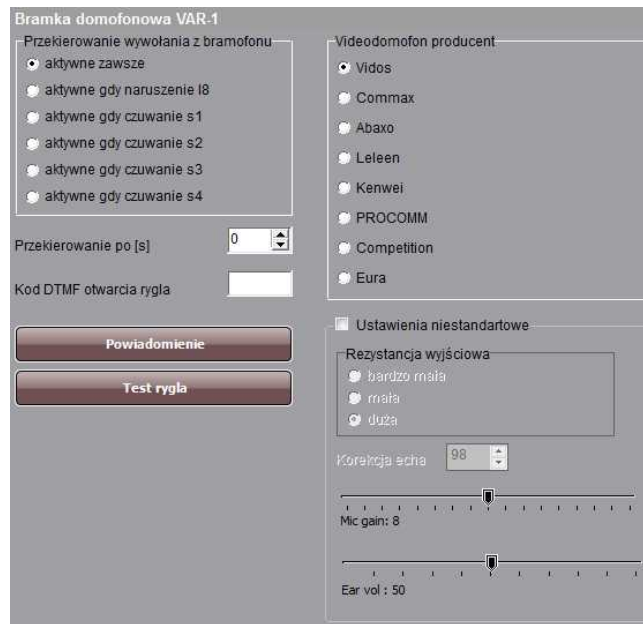 Bramka domofonowa VAR-1
Przekierowanie wywołania z bramofonu
aktywne zawsze
aktywne gdy naruszenie I8
aktywne gdy czuwanie s1
aktywne gdy czuwanie s2
aktywne gdy czuwanie s3
aktywne gdy czuwanie s4
Przekierowanie po [s]
0
Kod DTMF otwarcia rygla
Powiadomienie
Test rygla
Videodomofon producent
Vidos
Commax
Abaxo
Leleen
Kenwei
PROCOMM
Competition
Eura
Ustawienia niestandartowe
Rezystancja wyjściowa
bardzo mała
mała
duża
Korekcja echa
98
Mic gain: 8
Ear vol : 50